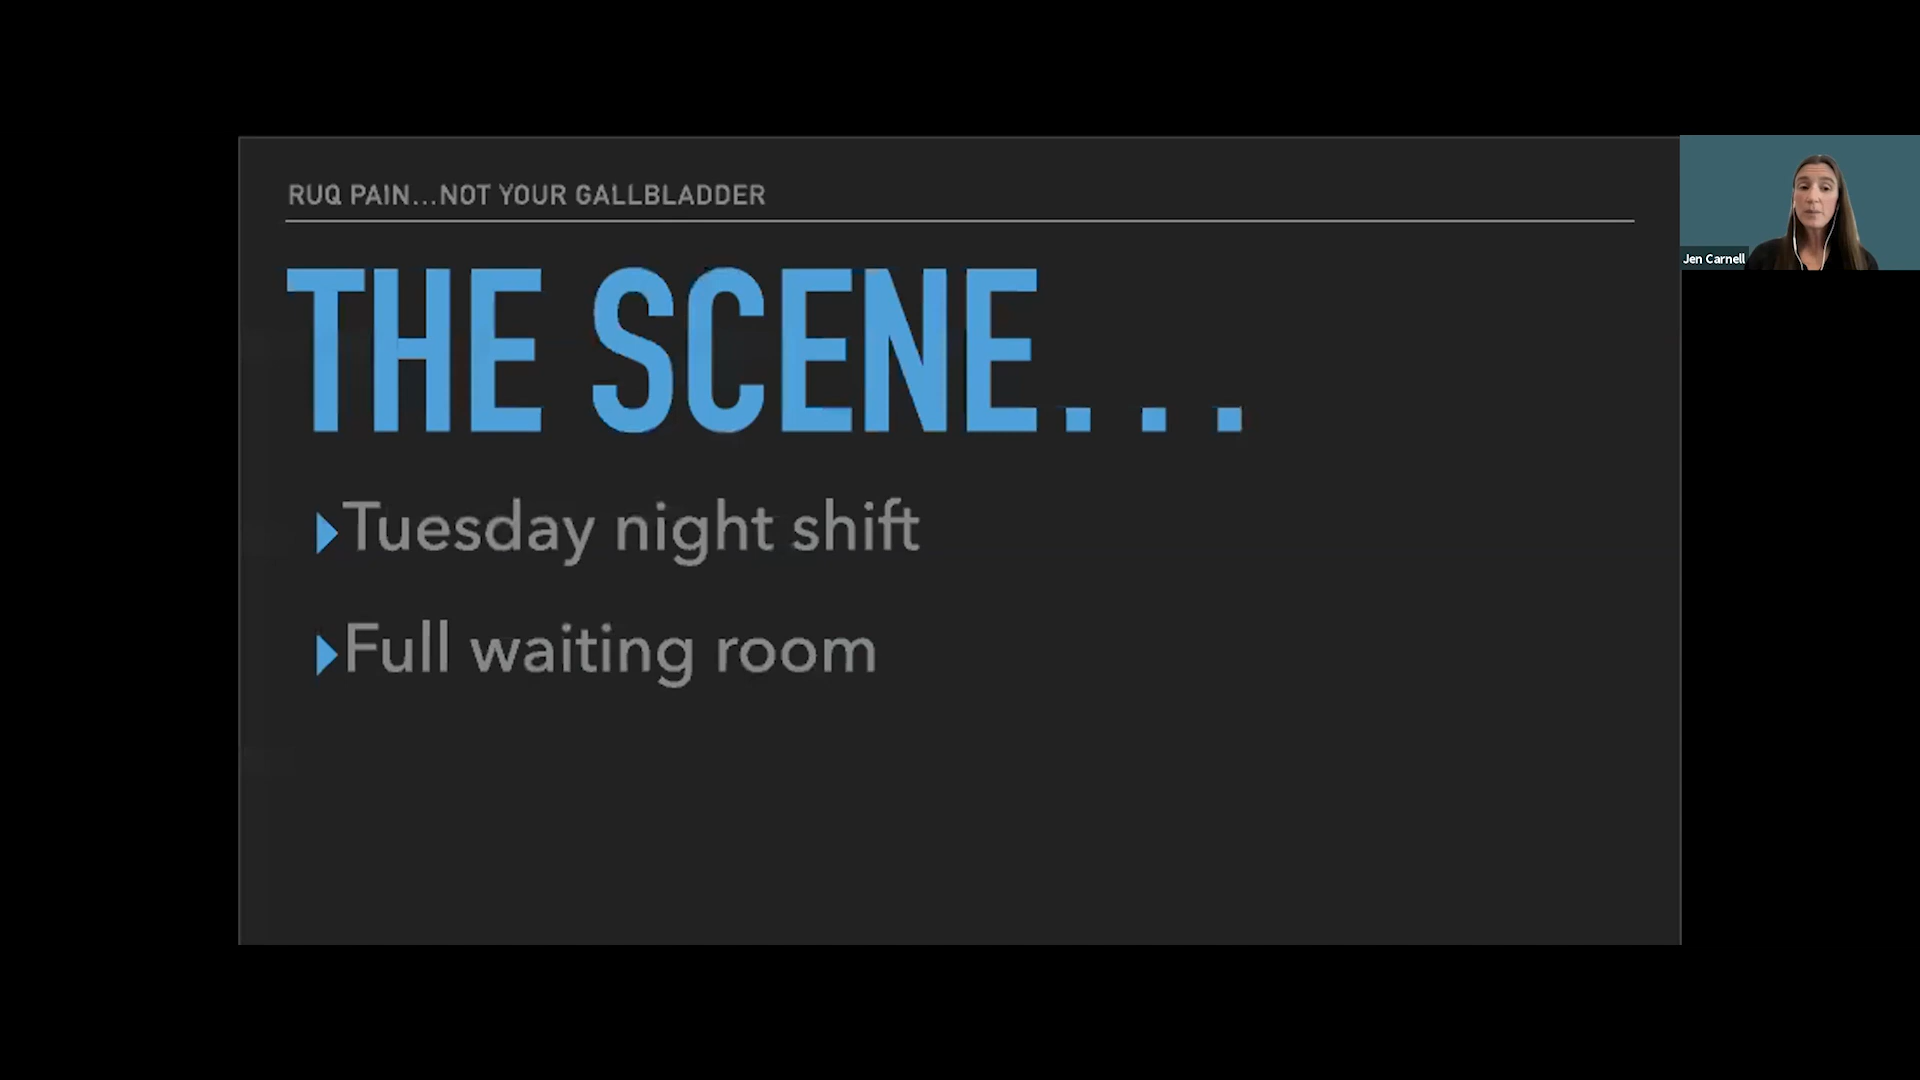 RUQ PAIN...NOT YOUR GALLBLADDER
THE SCENE...
Tuesday night shift
Full waiting room
Jen Carnell